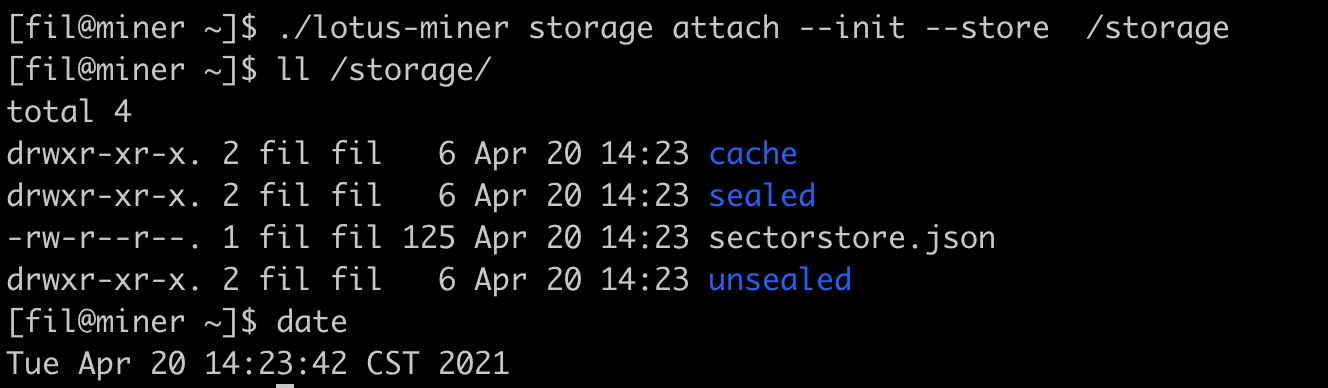 [fil@miner ~]$ ./lotus-miner storage attach --init --store  /storage
[fil@miner ~]$ ll /storage/
total 4
drwxr-xr-x. 2 fil fil   6 Apr 20 14:23 cache
drwxr-xr-x. 2 fil fil   6 Apr 20 14:23 sealed
-rw-r--r--. 1 fil fil 125 Apr 20 14:23 sectorstore.json
drwxr-xr-x. 2 fil fil   6 Apr 20 14:23 unsealed
[fil@miner ~]$ date
Tue Apr 20 14:23:42 CST 2021